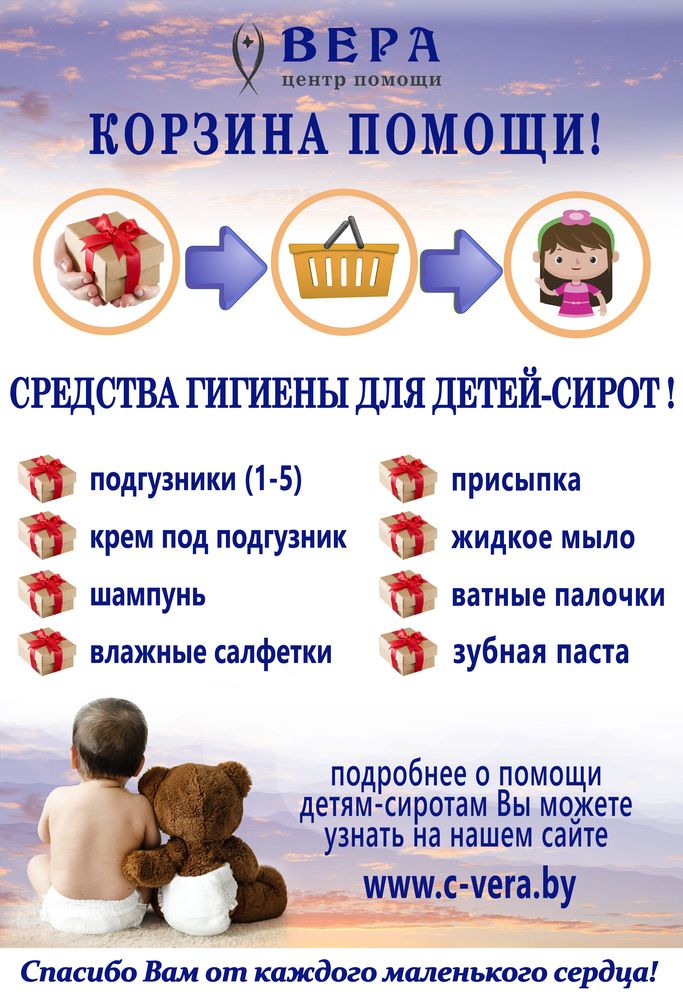 ВЕРА
центр помощи
КОРЗИНА ПОМОЩИ!
СРЕДСТВА ГИГИЕНЫ ДЛЯ ДЕТЕЙ-СИРОТ !
подгузники (1-5)
крем под подгузник
шампунь
влажные салфетки
присыпка
жидкое мыло
ватные палочки
зубная паста
подробнее о помощи
детям-сиротам Вы можете
узнать на нашем сайте
www.c-vera.by
Спасибо Вам от каждого маленького сердца!